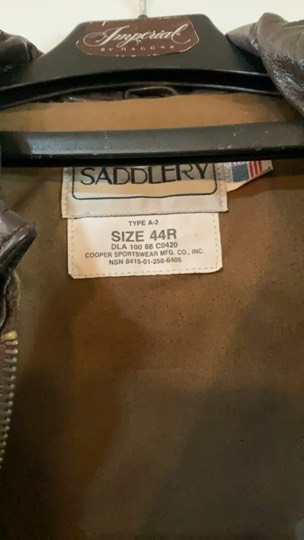 Imperial
BY HAGGAR
SADDLERY
TYPE A-2
SIZE 44R
DLA 100 88 C0420
COOPER SPORTSWEAR MFG. CO., INC.
NSN 8415-01-258-6405